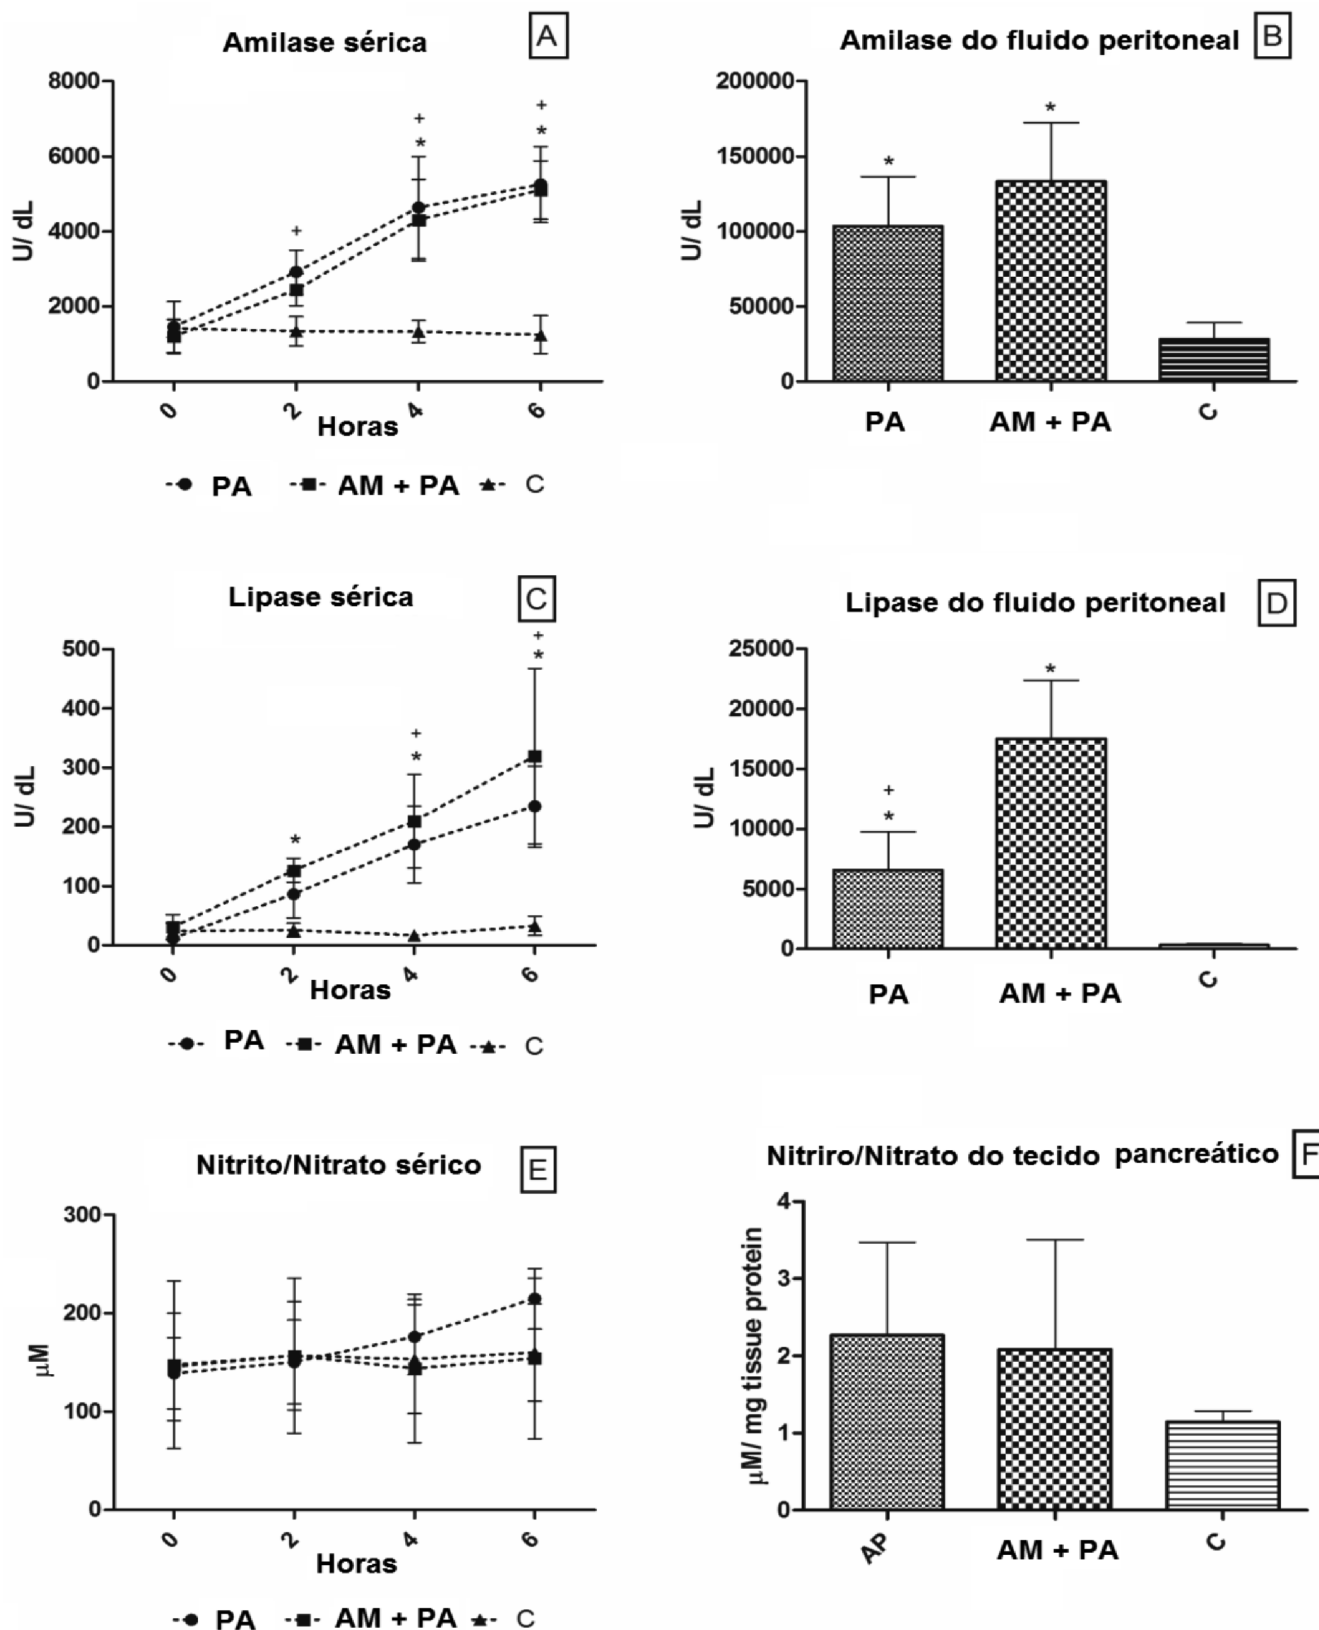 Amilase sérica
A
8000
6000
4000
2000
0
U/ dL
+
+
*
+
*
0
2
4
6
Horas
PA
AM + PA
C
Amilase do fluido peritoneal
B
200000
150000
100000
50000
0
U/ dL
*
*
PA
AM + PA
C
Lipase sérica
C
500
400
300
200
100
0
U/ dL
*
+
*
+
*
0
2
4
6
Horas
PA
AM + PA
C
Lipase do fluido peritoneal
D
25000
20000
15000
10000
5000
0
U/ dL
+
*
*
PA
AM + PA
C
Nitrito/Nitrato sérico
E
300
200
100
0
µM
0
2
4
6
Horas
PA
AM + PA
C
Nitriro/Nitrato do tecido pancreático
F
4
3
2
1
0
µM/ mg tissue protein
AP
AM + PA
C